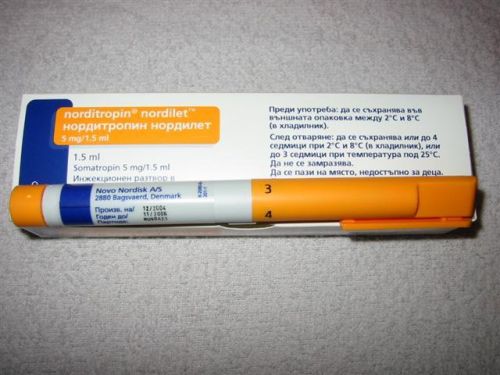 norditropin® nordilet™
НОРДИТРОПИН НОРДИЛЕТ
5 mg/1.5 ml
1.5 ml
Somatropin 5 mg/1.5 ml
Инжекционен разтвор в
Преди употреба: да се съхранява във
външната опаковка между 2°C и 8°C
(в хладилник).
След отваряне: да се съхранява или до 4
седмици при 2°C и 8°C (в хладилник), или
до 3 седмици при температура под 25°C.
Да не се замразява.
Да се пази на място, недостъпно за деца.
Novo Nordisk A/S
2880 Bagsvaerd, Denmark
Произв. на/
Годен до/
Партида:
12/2004
11/2006
3
4